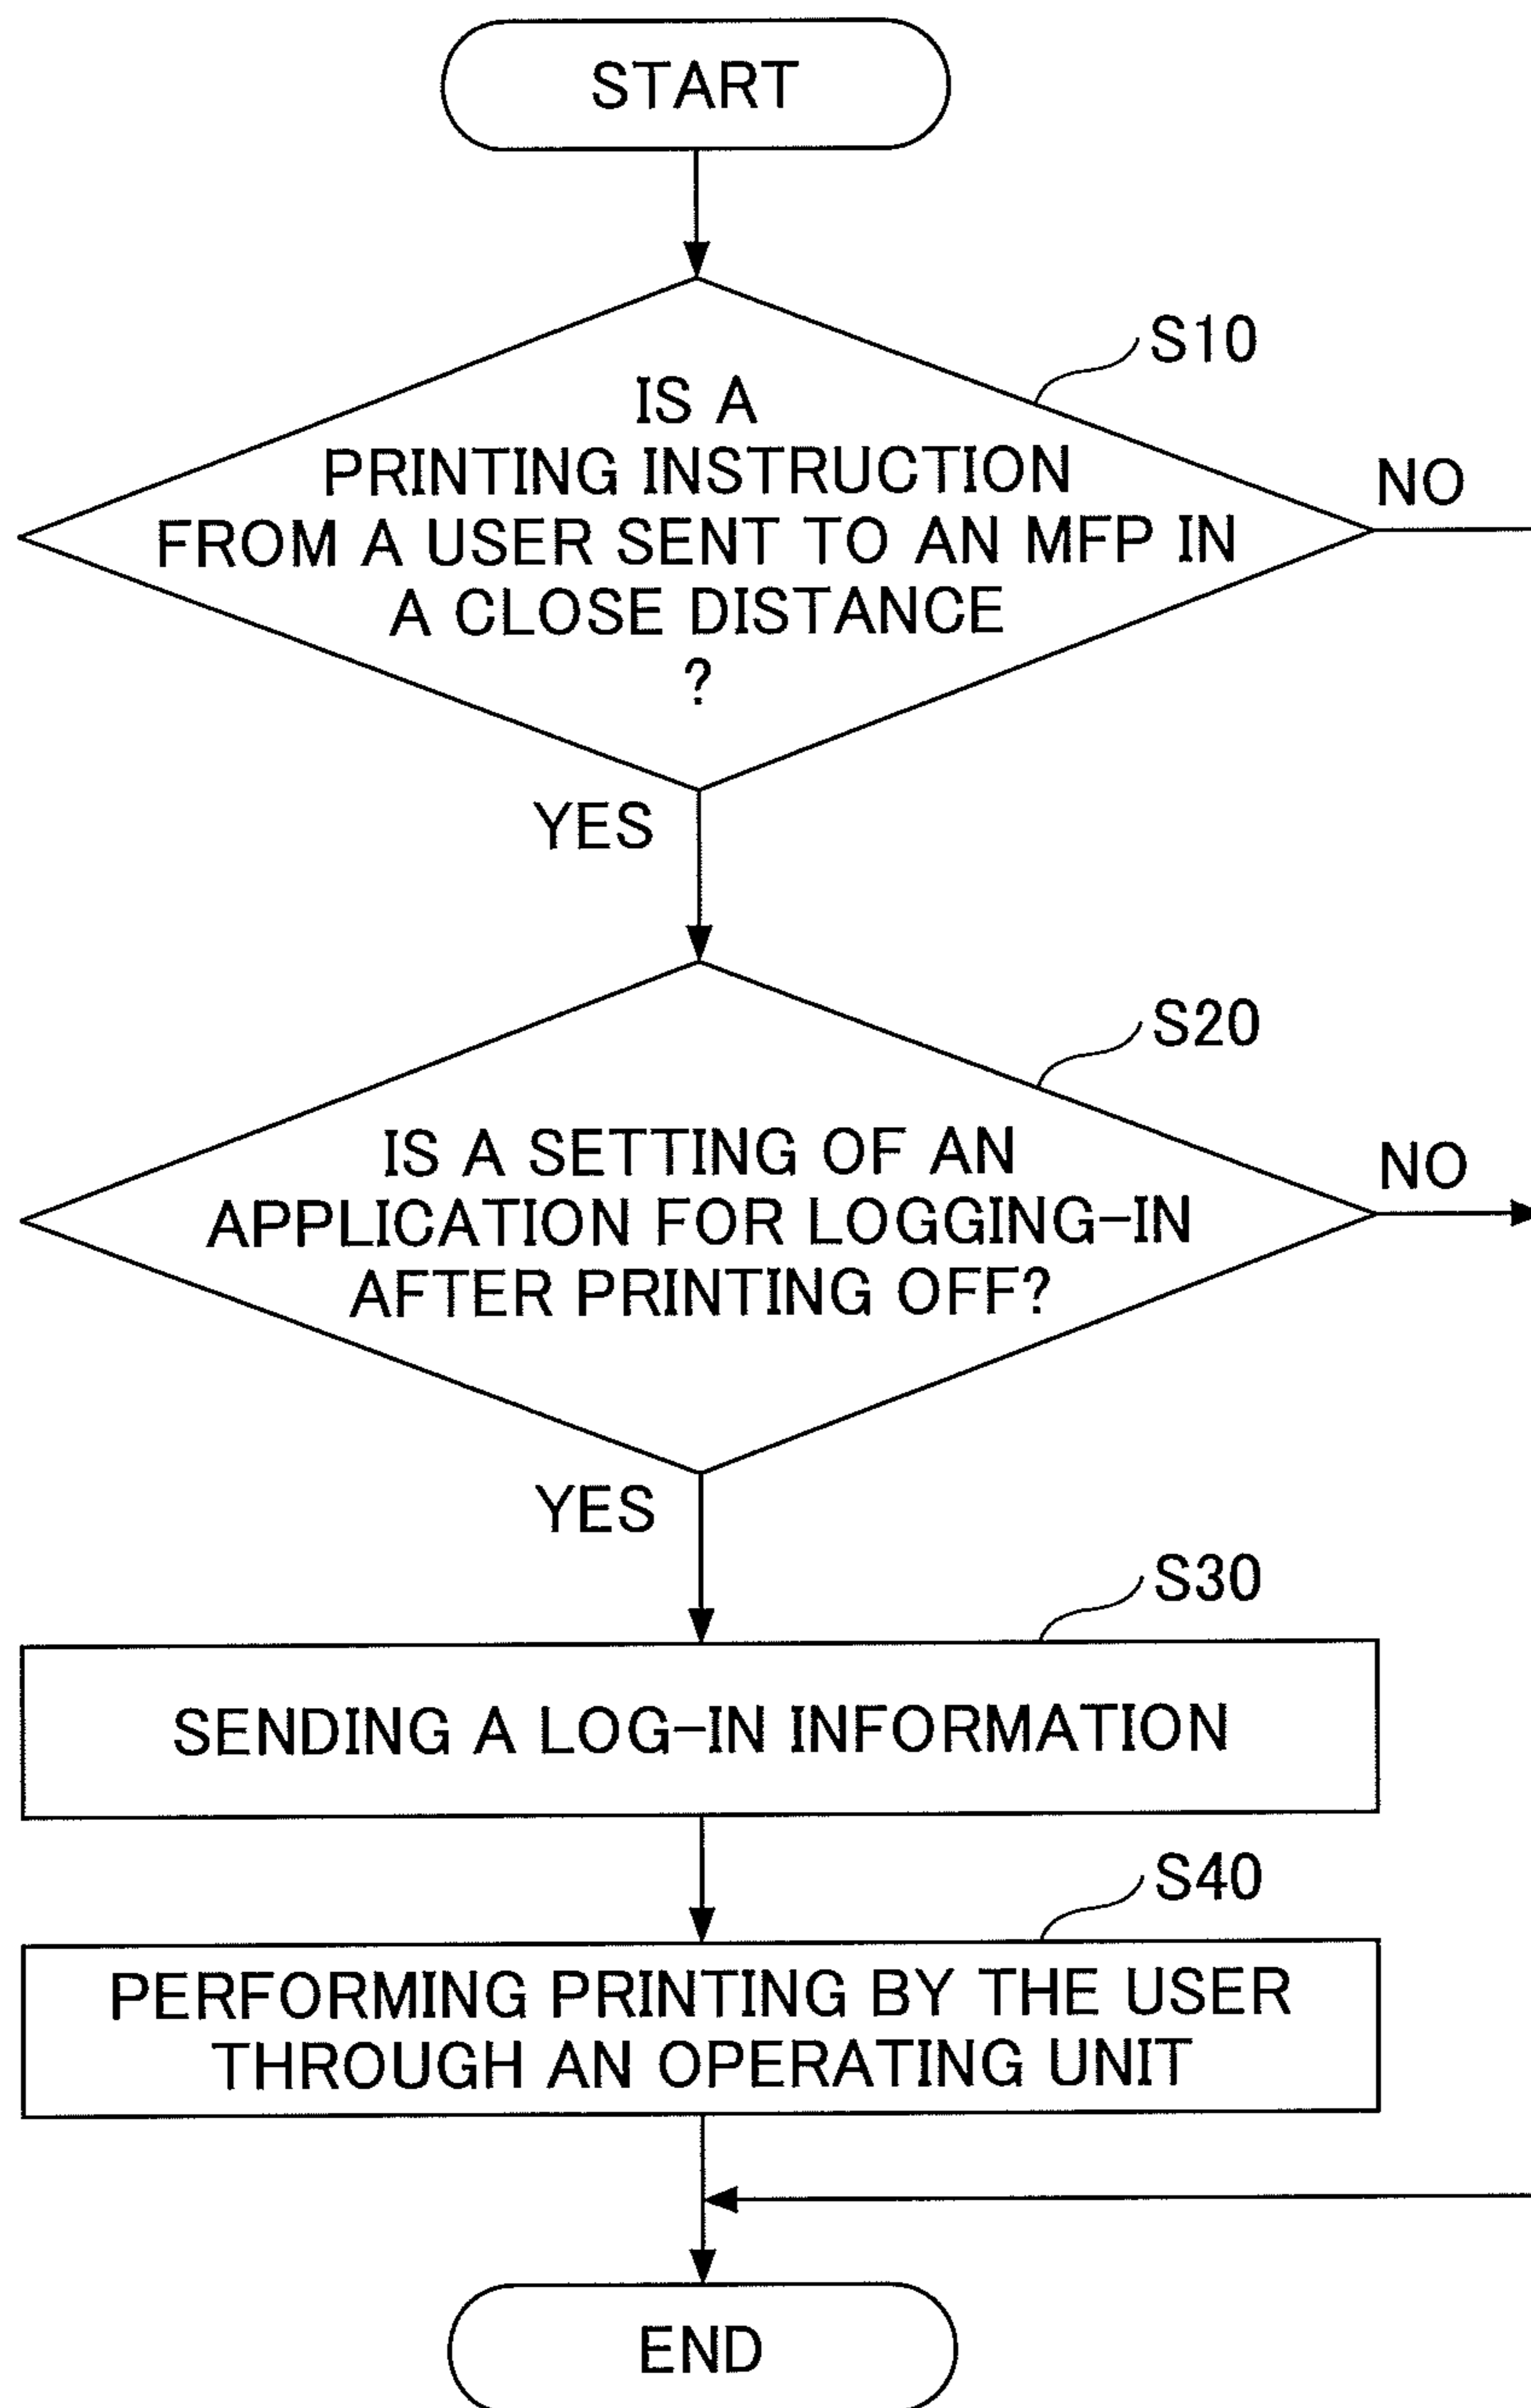 START
S10
IS A
PRINTING INSTRUCTION
FROM A USER SENT TO AN MFP IN
A CLOSE DISTANCE
?
NO
YES
S20
IS A SETTING OF AN
APPLICATION FOR LOGGING-IN
AFTER PRINTING OFF?
NO
YES
S30
SENDING A LOG-IN INFORMATION
S40
PERFORMING PRINTING BY THE USER
THROUGH AN OPERATING UNIT
END